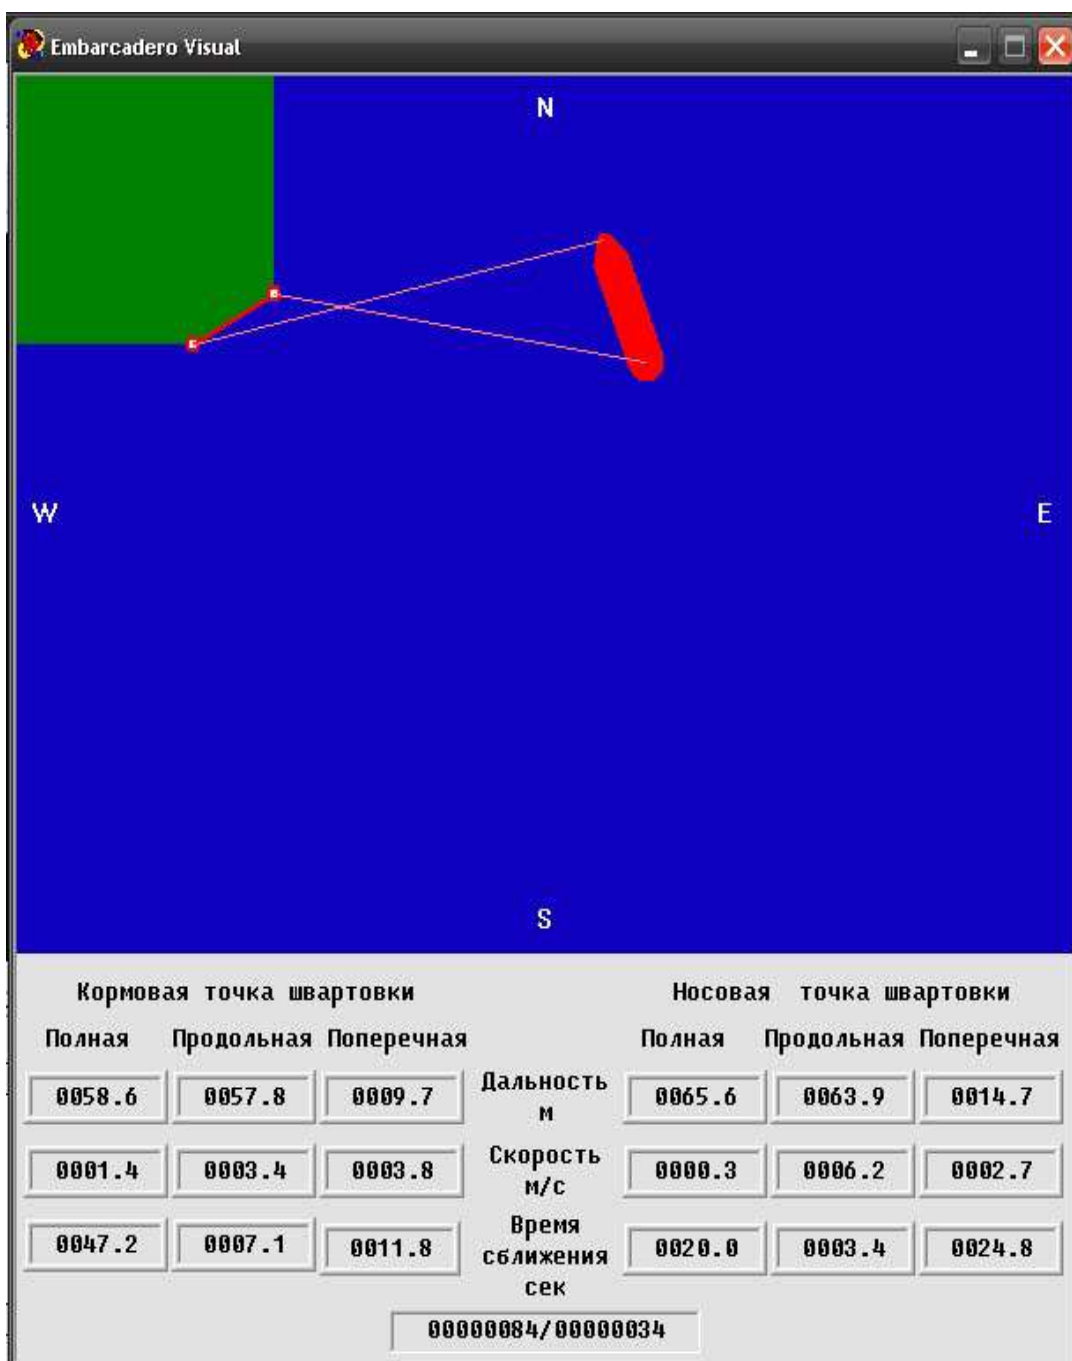 Embarcadero Visual
N
W E
S
Кормовая точка швартовки Носовая точка швартовки
Полная Продольная Поперечная Полная Продольная Поперечная
0058.6 0057.8 0009.7 Дальность м 0065.6 0063.9 0014.7
0001.4 0003.4 0003.8 Скорость м/с 0000.3 0006.2 0002.7
0047.2 0007.1 0011.8 Время сближения сек 0020.0 0003.4 0024.8
00000084/00000034